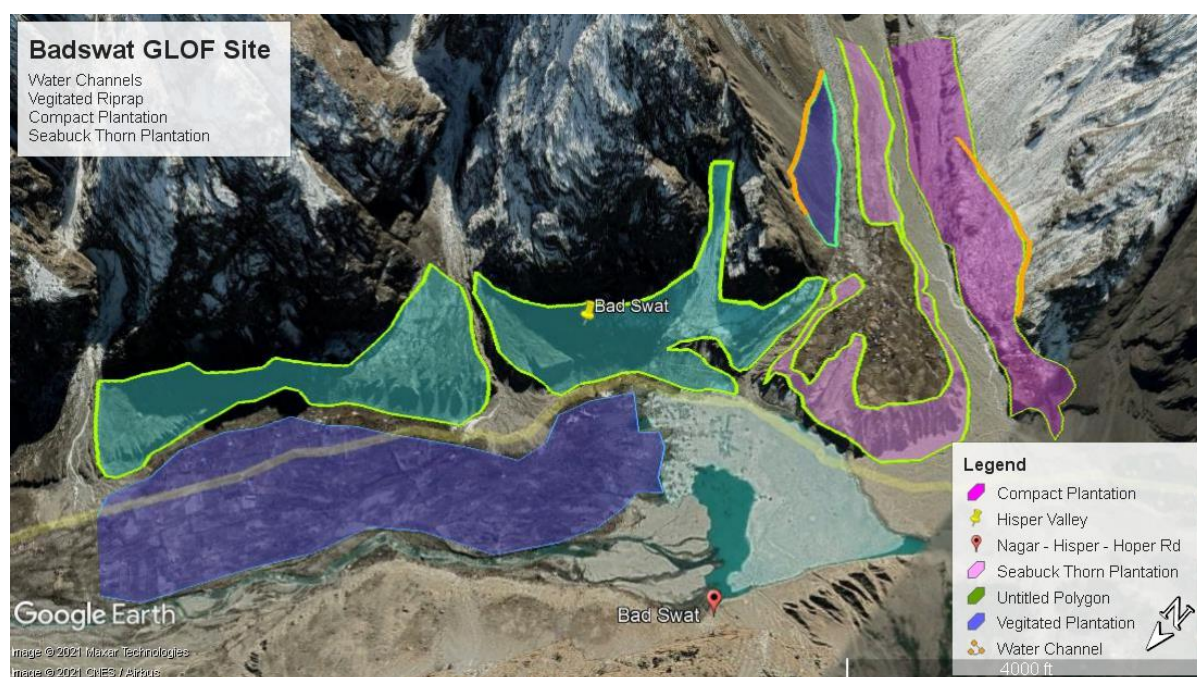 Badswat GLOF Site
Water Channels
Vegitated Riprap
Compact Plantation
Seabuck Thorn Plantation
Bad Swat
Legend
Compact Plantation
Hisper Valley
Nagar - Hisper - Hoper Rd
Seabuck Thorn Plantation
Untitled Polygon
Vegitated Plantation
Water Channel
Google Earth
Bad Swat
N
Image © 2021 Maxar Technologies
Image © 2021 CNES / Airbus
4000 ft